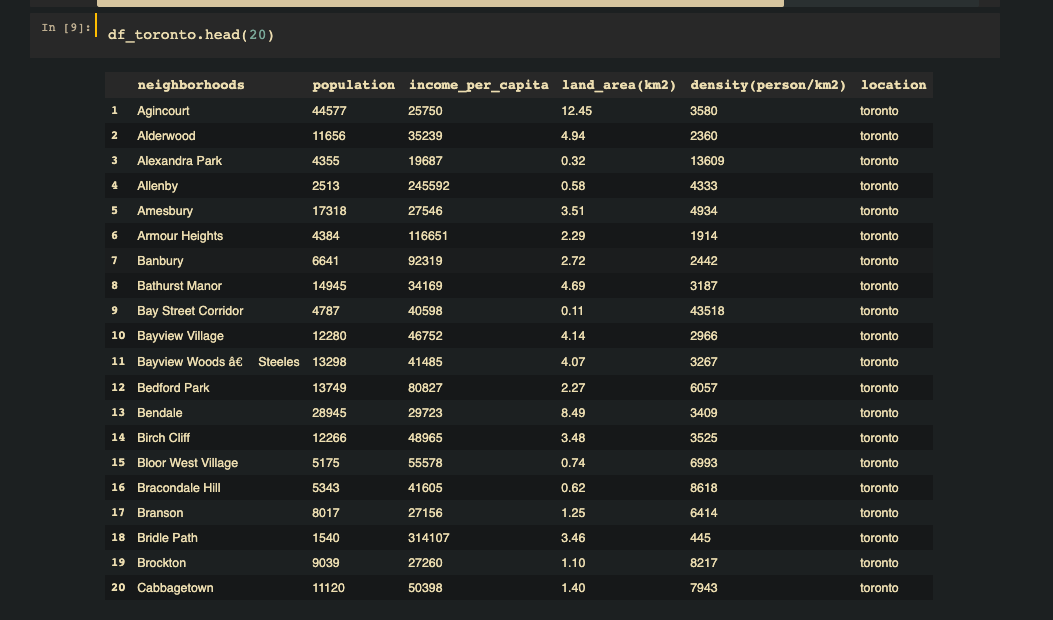 In [9]: df_toronto.head(20)
neighborhoods population income_per_capita land_area(km2) density(person/km2) location
1 Agincourt 44577 25750 12.45 3580 toronto
2 Alderwood 11656 35239 4.94 2360 toronto
3 Alexandra Park 4355 19687 0.32 13609 toronto
4 Allenby 2513 245592 0.58 4333 toronto
5 Amesbury 17318 27546 3.51 4934 toronto
6 Armour Heights 4384 116651 2.29 1914 toronto
7 Banbury 6641 92319 2.72 2442 toronto
8 Bathurst Manor 14945 34169 4.69 3187 toronto
9 Bay Street Corridor 4787 40598 0.11 43518 toronto
10 Bayview Village 12280 46752 4.14 2966 toronto
11 Bayview Woods â€ Steeles 13298 41485 4.07 3267 toronto
12 Bedford Park 13749 80827 2.27 6057 toronto
13 Bendale 28945 29723 8.49 3409 toronto
14 Birch Cliff 12266 48965 3.48 3525 toronto
15 Bloor West Village 5175 55578 0.74 6993 toronto
16 Bracondale Hill 5343 41605 0.62 8618 toronto
17 Branson 8017 27156 1.25 6414 toronto
18 Bridle Path 1540 314107 3.46 445 toronto
19 Brockton 9039 27260 1.10 8217 toronto
20 Cabbagetown 11120 50398 1.40 7943 toronto